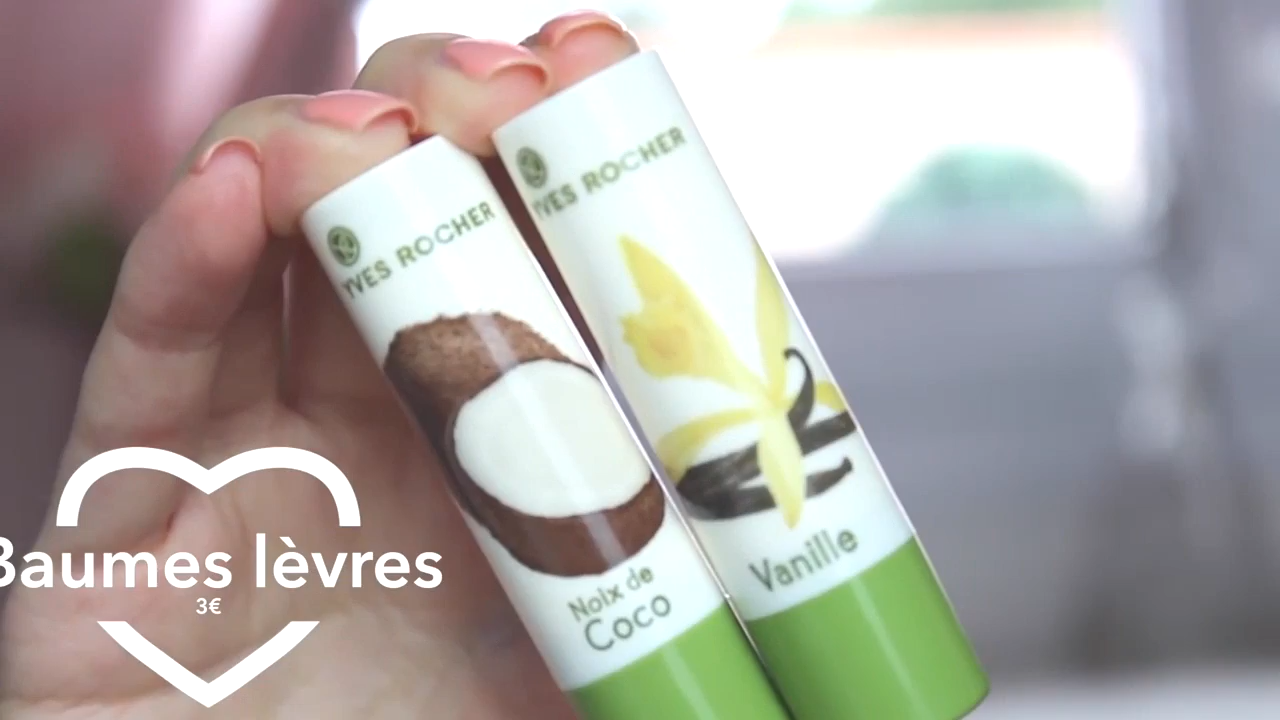 YVES ROCHER
Noix de
Coco
YVES ROCHER
Vanille
Baumes lèvres
3€